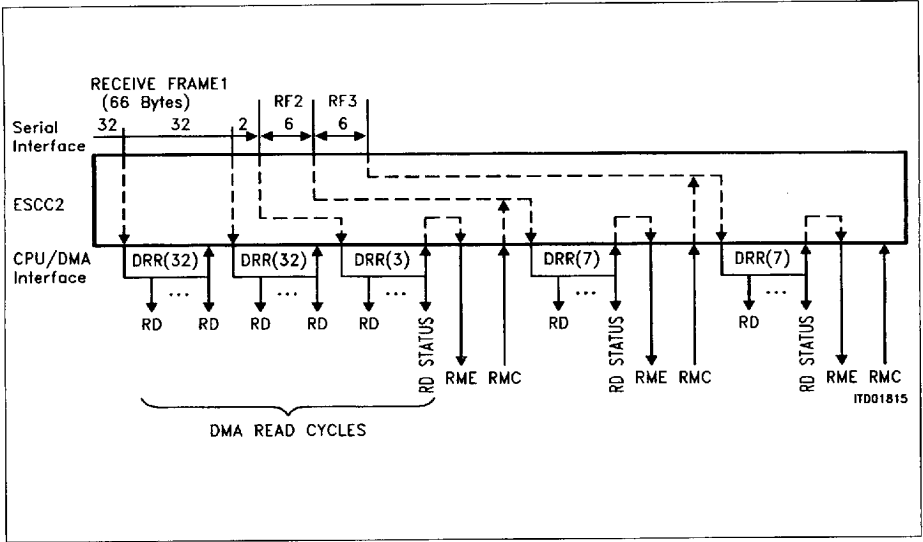 RECEIVE FRAME1
(66 Bytes)
RF2
RF3
32
32
2
6
6
Serial
Interface
ESCC2
CPU/DMA
Interface
DRR(32)
DRR(32)
DRR(3)
DRR(7)
DRR(7)
...
...
...
...
...
RD
RD
RD
RD
RD
RD STATUS
RME
RMC
RD
RD STATUS
RME
RMC
RD
RD STATUS
RME
RMC
ITD01815
DMA READ CYCLES